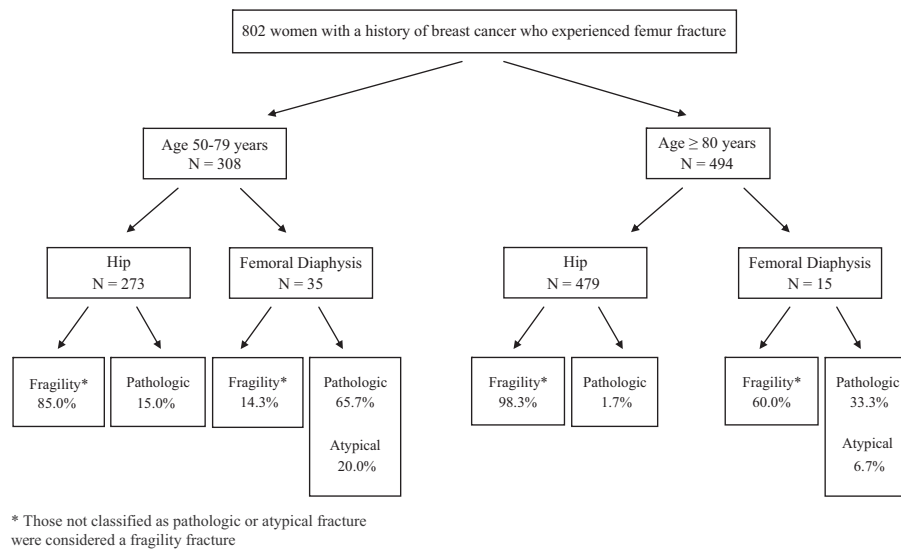 802 women with a history of breast cancer who experienced femur fracture
Age 50-79 years
N = 308
Age ≥ 80 years
N = 494
Hip
N = 273
Femoral Diaphysis
N = 35
Hip
N = 479
Femoral Diaphysis
N = 15
Fragility*
85.0%
Pathologic
15.0%
Fragility*
14.3%
Pathologic
65.7%
Atypical
20.0%
Fragility*
98.3%
Pathologic
1.7%
Fragility*
60.0%
Pathologic
33.3%
Atypical
6.7%
* Those not classified as pathologic or atypical fracture
were considered a fragility fracture